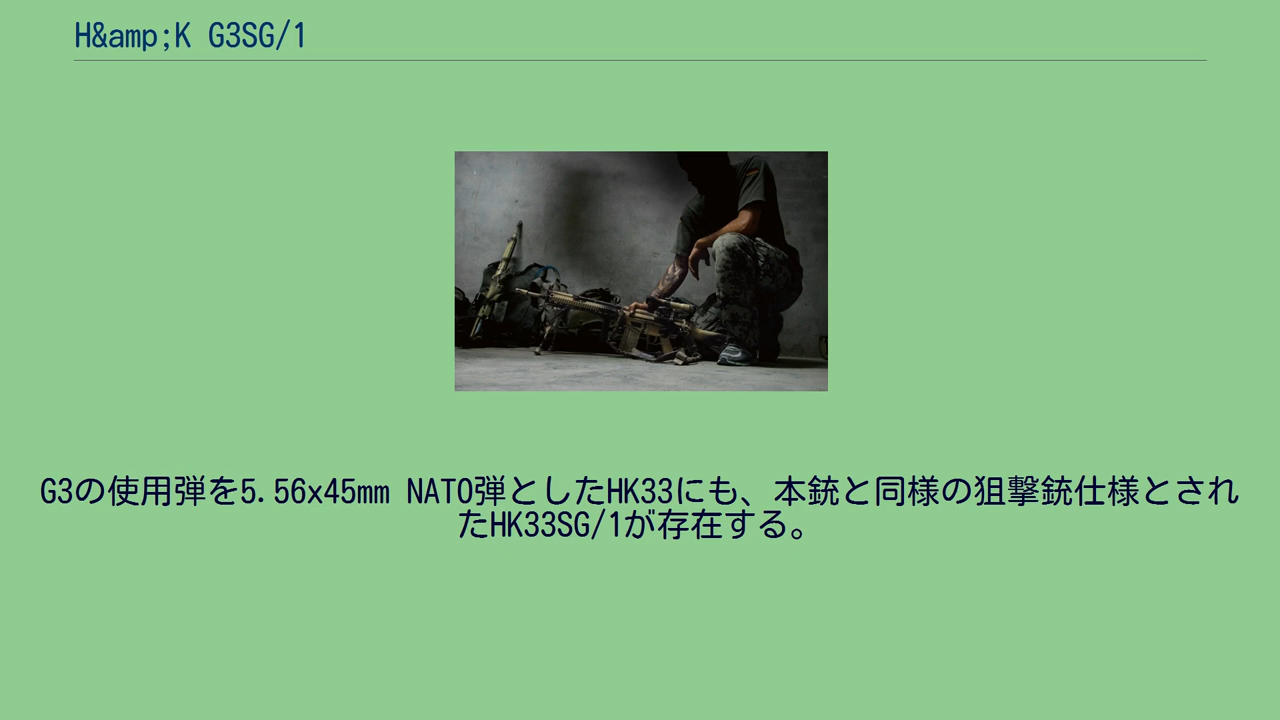 H&amp;K G3SG/1
G3の使用弾を5.56x45mm NATO弾としたHK33にも、本銃と同様の狙撃銃仕様とされ
たHK33SG/1が存在する。